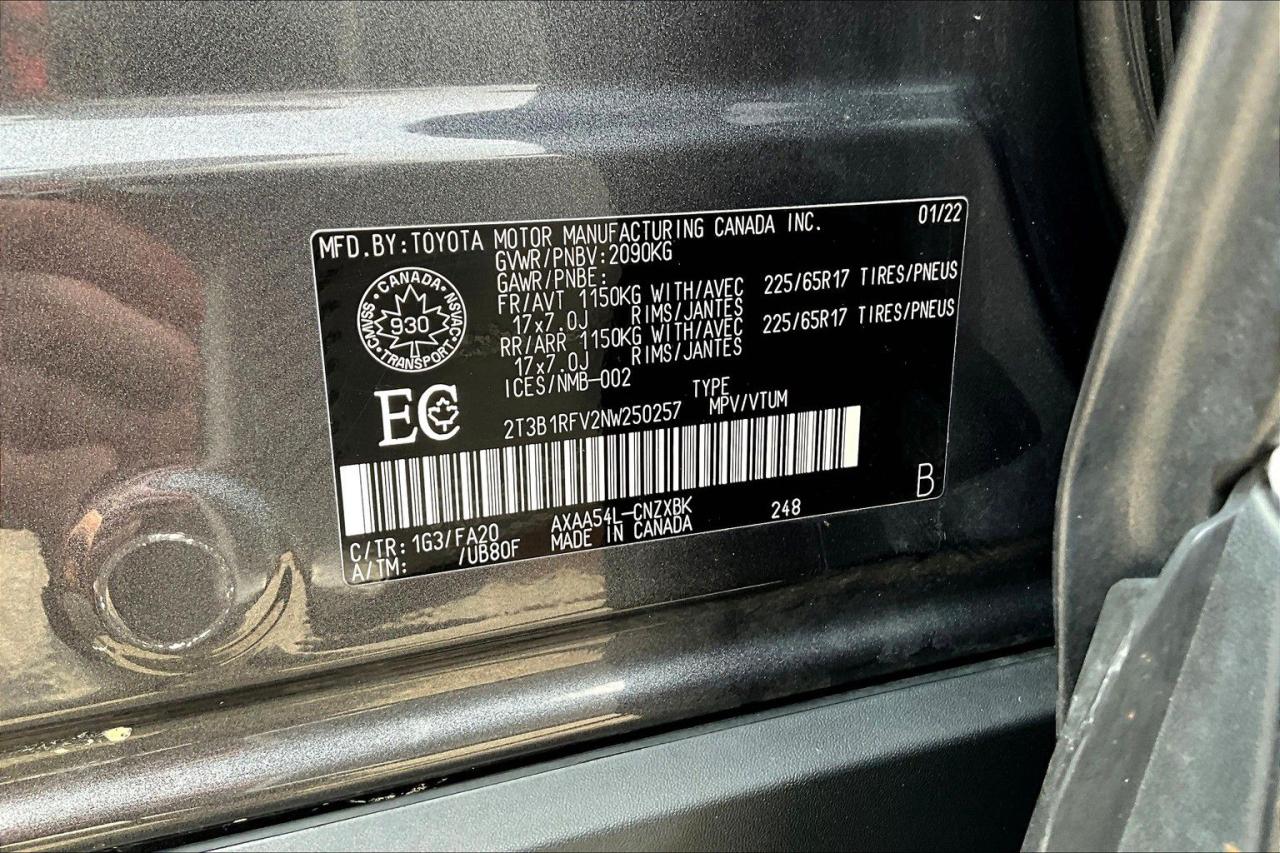 MFD.BY:TOYOTA MOTOR MANUFACTURING CANADA INC. 01/22
GVWR/PNBV:2090KG
GAWR/PNBE:
FR/AVT 1150KG WITH/AVEC 225/65R17 TIRES/PNEUS
17x7.0J RIMS/JANTES
RR/ARR 1150KG WITH/AVEC 225/65R17 TIRES/PNEUS
17x7.0J RIMS/JANTES
ICES/NMB-002
CANADA
CMVSS 930 NSVAC
TRANSPORT
EC
TYPE
2T3B1RFV2NW250257 MPV/VTUM
B
C/TR: 1G3/FA20 AXAA54L-CNZXBK 248
A/TM: /UB80F MADE IN CANADA